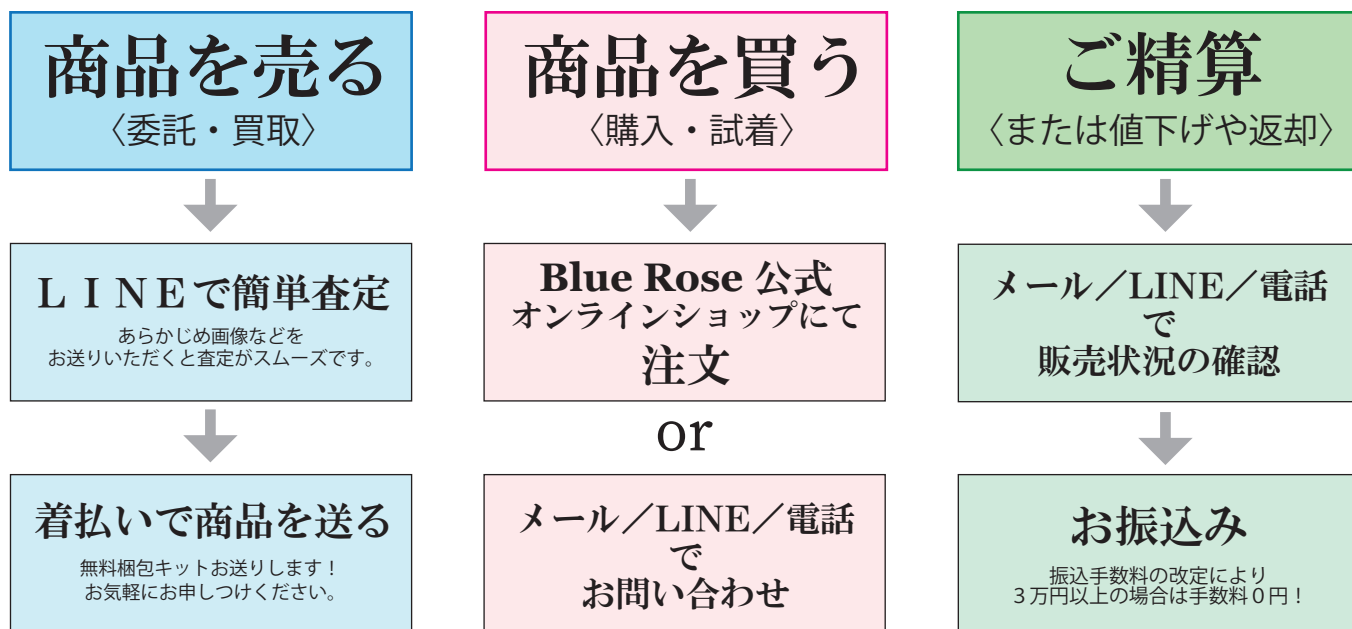 商品を売る
〈委託・買取〉
LINEで簡単査定
あらかじめ画像などを
お送りいただくと査定がスムーズです。
着払いで商品を送る
無料梱包キットお送りします！
お気軽にお申しつけください。
商品を買う
〈購入・試着〉
Blue Rose 公式
オンラインショップにて
注文
or
メール／LINE／電話
で
お問い合わせ
ご精算
〈または値下げや返却〉
メール／LINE／電話
で
販売状況の確認
お振込み
振込手数料の改定により
３万円以上の場合は手数料０円！